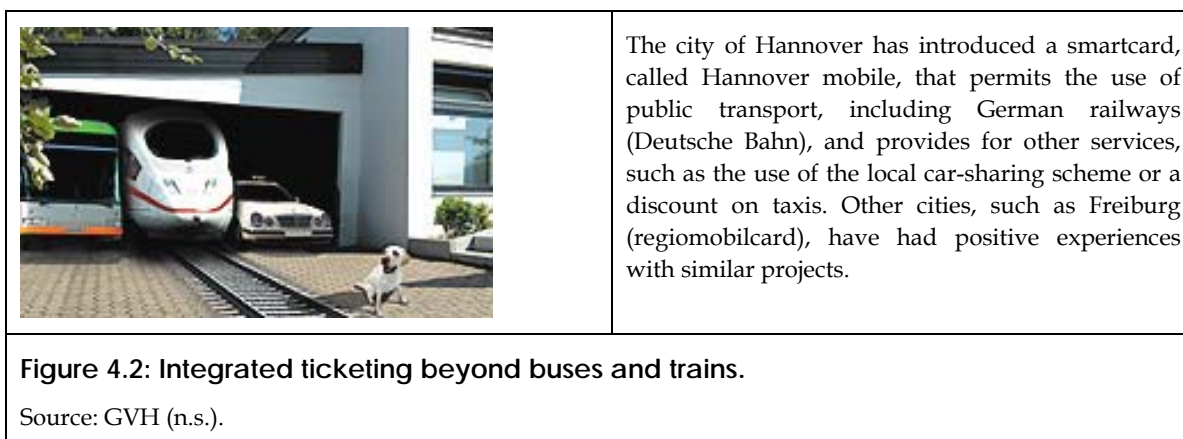 The city of Hannover has introduced a smartcard,
called Hannover mobile, that permits the use of
public transport, including German railways
(Deutsche Bahn), and provides for other services,
such as the use of the local car-sharing scheme or a
discount on taxis. Other cities, such as Freiburg
(regiomobilcard), have had positive experiences
with similar projects.
Figure 4.2: Integrated ticketing beyond buses and trains.
Source: GVH (n.s.).